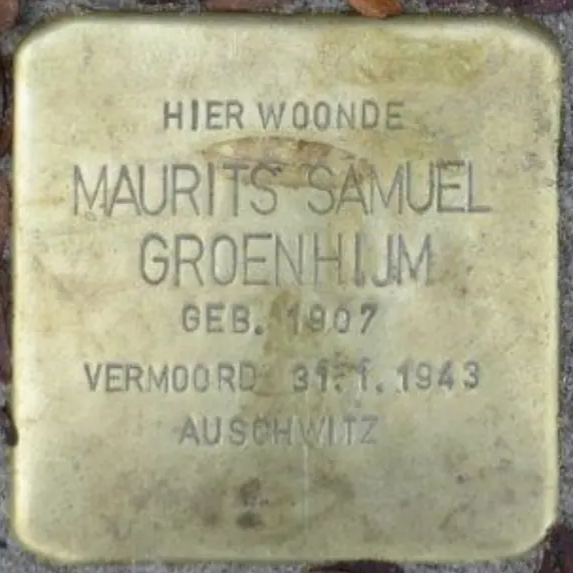 HIER WOONDE
MAURITS SAMUEL
GROENHIJM
GEB. 1907
VERMOORD 31.1.1943
AUSCHWITZ